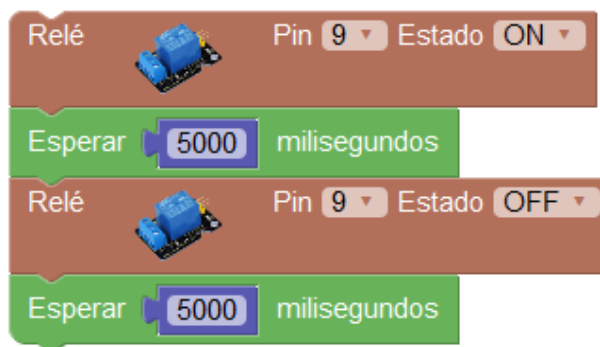 Relé Pin 9 Estado ON
Esperar 5000 milisegundos
Relé Pin 9 Estado OFF
Esperar 5000 milisegundos